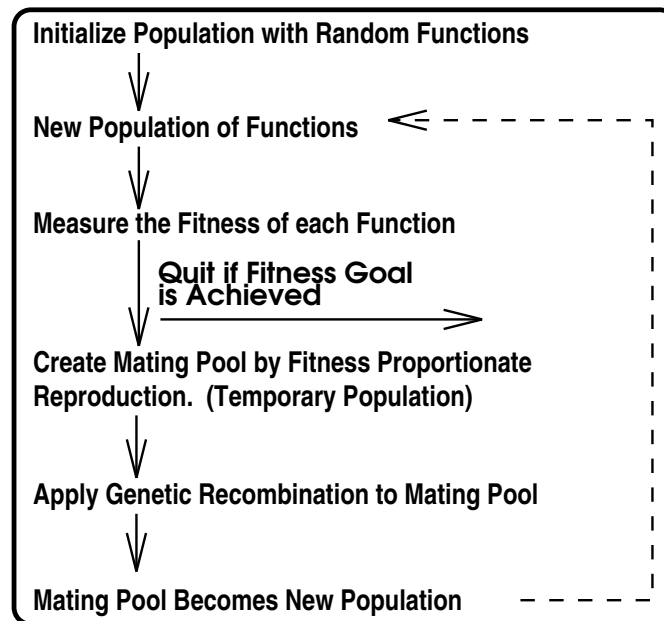 Initialize Population with Random Functions
New Population of Functions
Measure the Fitness of each Function
Quit if Fitness Goal
is Achieved
Create Mating Pool by Fitness Proportionate
Reproduction. (Temporary Population)
Apply Genetic Recombination to Mating Pool
Mating Pool Becomes New Population